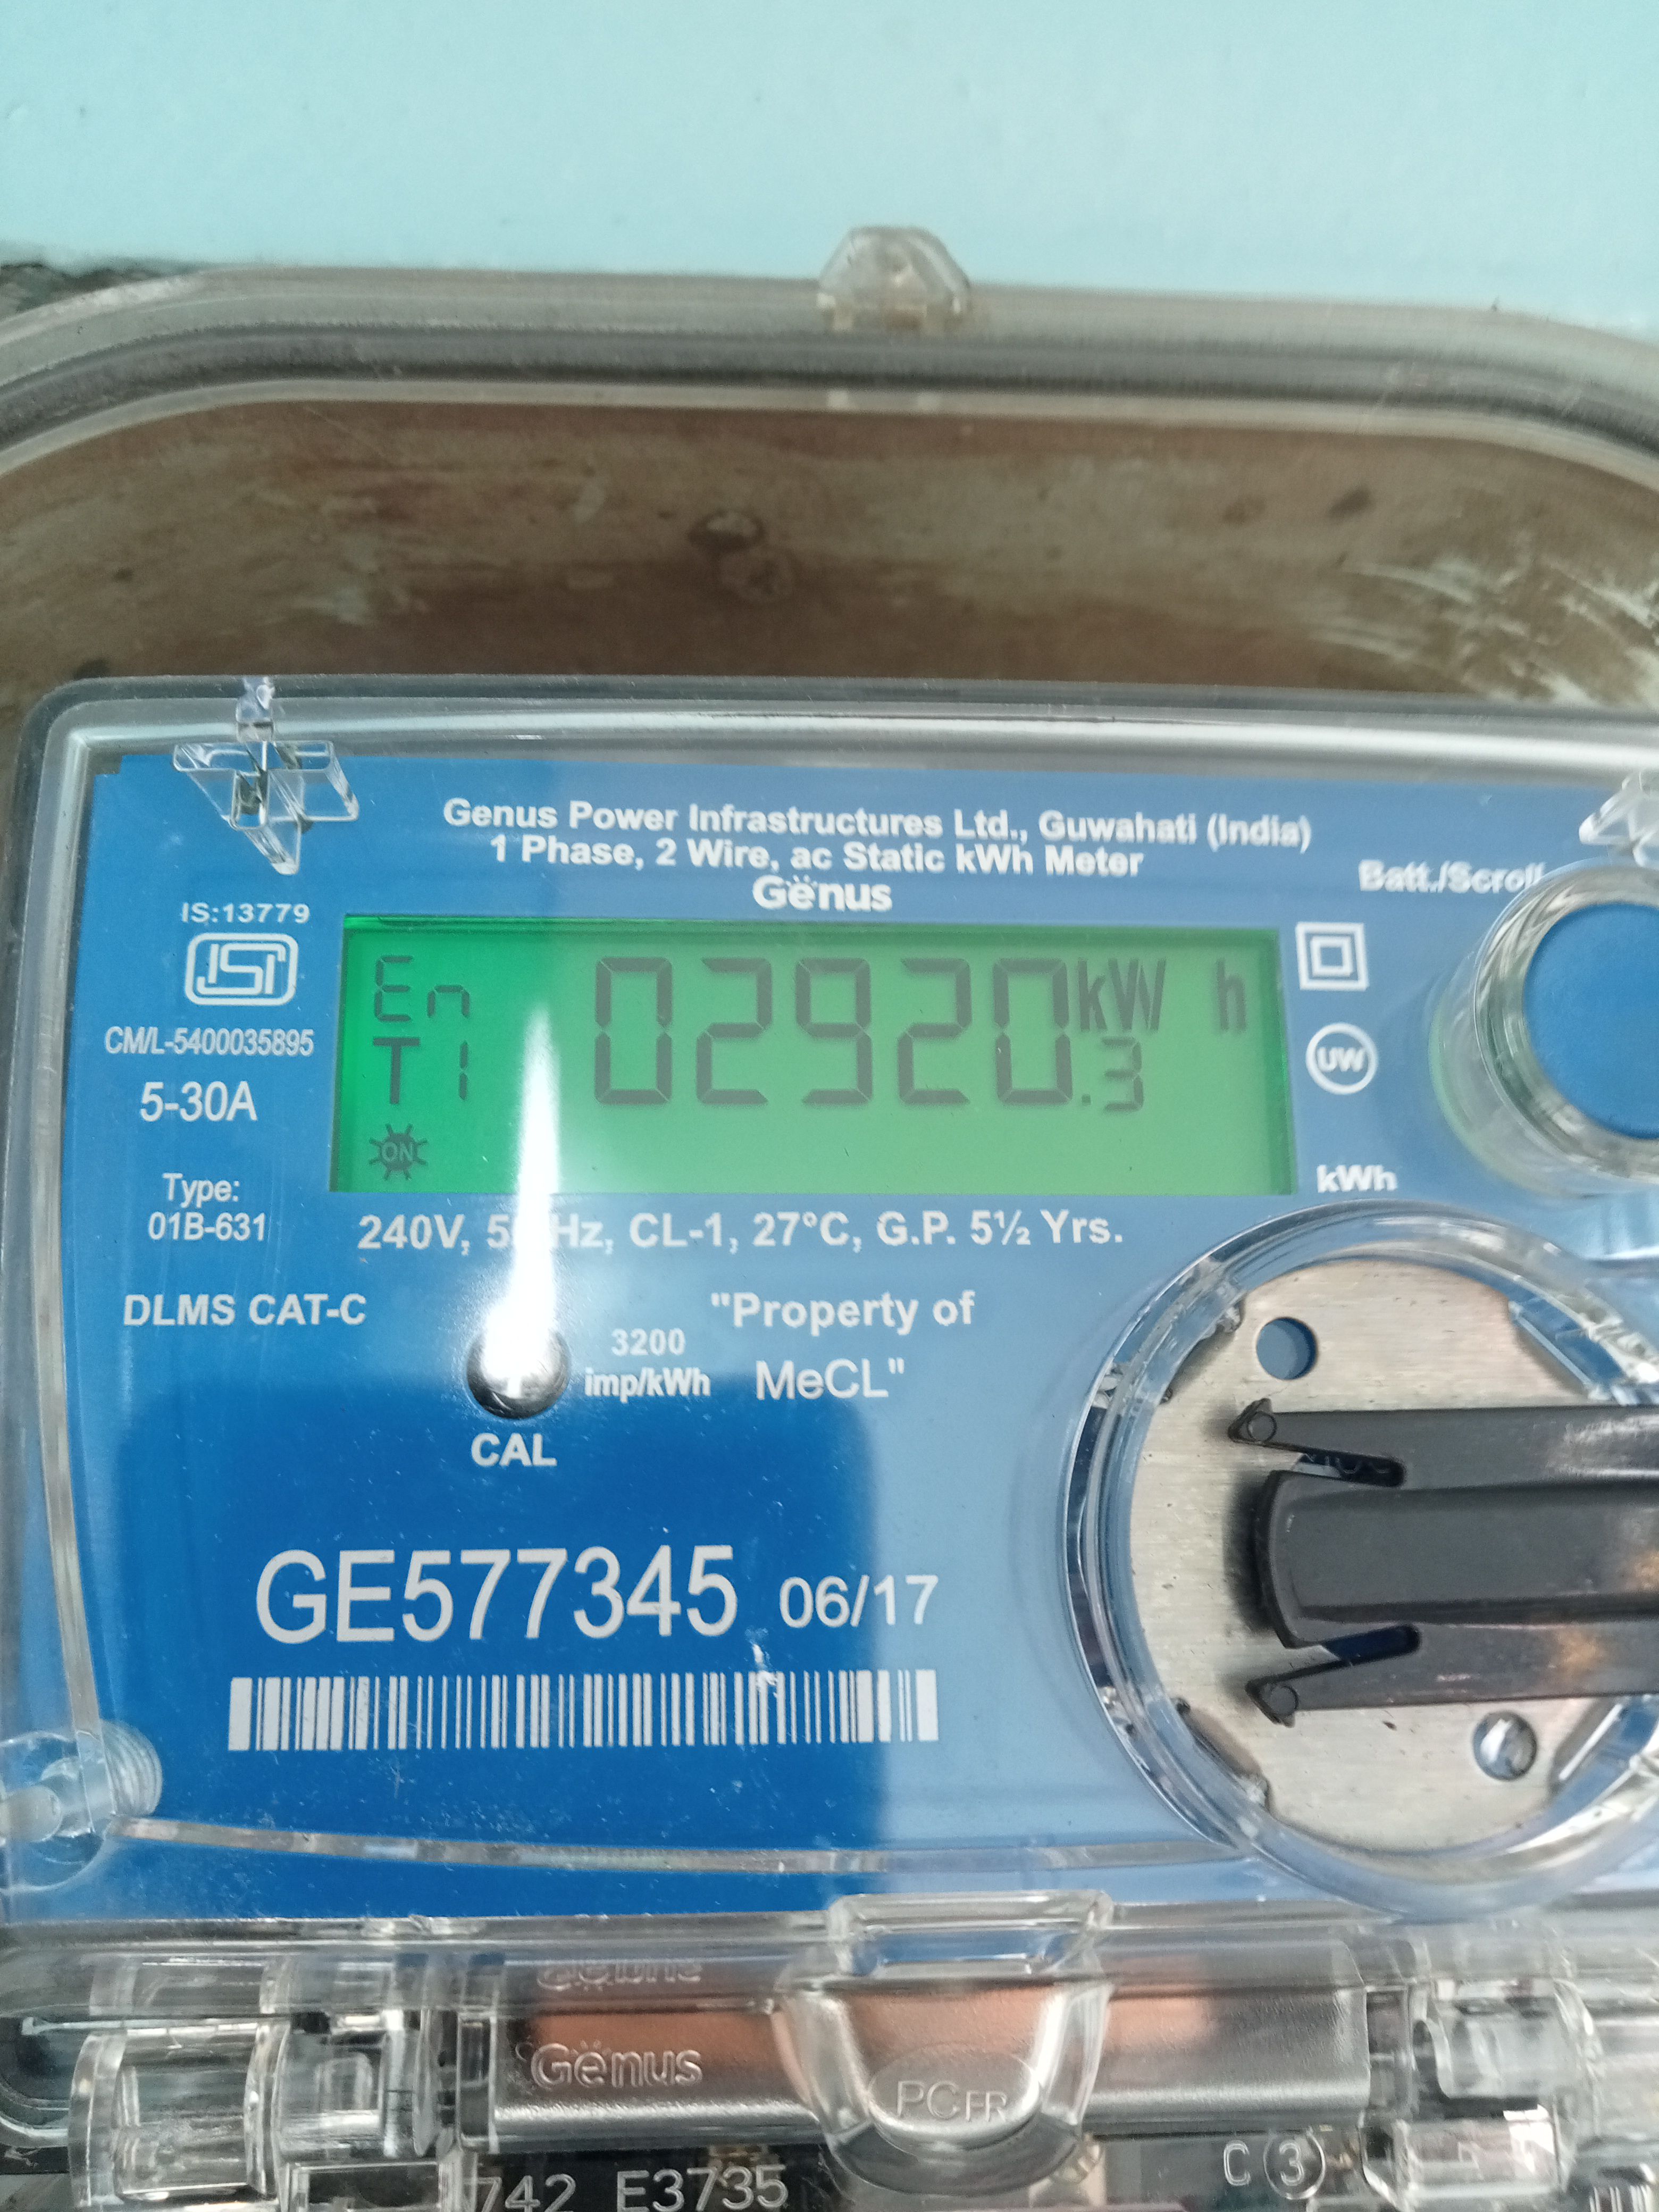 Genus Power Infrastructures Ltd., Guwahati (India)
1 Phase, 2 Wire, ac Static kWh Meter
Genus
Batt./Scroll
IS:13779
ISI
CM/L-5400035895
5-30A
Type:
01B-631
En 02920.3 kW h
T1
ON
UW
kWh
240V, Hz, CL-1, 27°C, G.P. 5½ Yrs.
DLMS CAT-C
"Property of
MeCL"
3200
imp/kWh
CAL
GE577345 06/17
Genus
PCTR
C 3
742 E3735